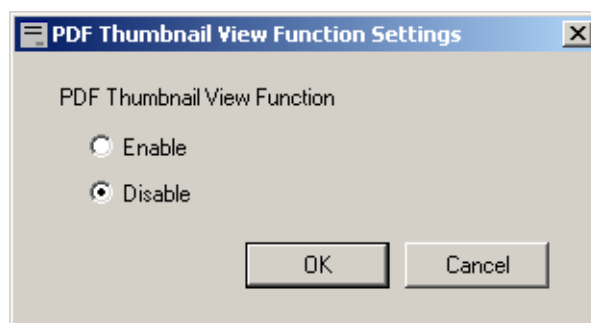 PDF Thumbnail View Function Settings
PDF Thumbnail View Function
Enable
Disable
OK Cancel